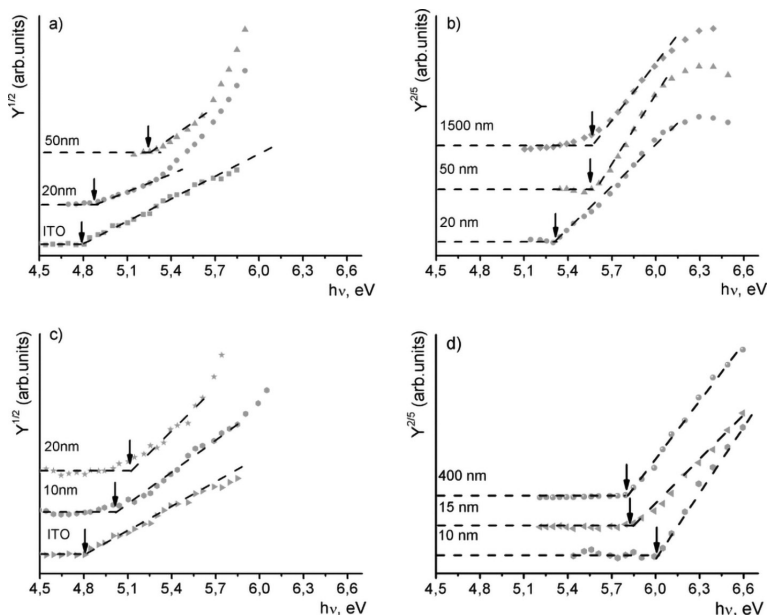 a)
Y1/2 (arb.units)
50nm
20nm
ITO
4,5 4,8 5,1 5,4 5,7 6,0 6,3 6,6
hν, eV
b)
Y2/5 (arb.units)
1500 nm
50 nm
20 nm
4,5 4,8 5,1 5,4 5,7 6,0 6,3 6,6
hν, eV
c)
Y1/2 (arb.units)
20nm
10nm
ITO
4,5 4,8 5,1 5,4 5,7 6,0 6,3 6,6
hν, eV
d)
Y2/5 (arb.units)
400 nm
15 nm
10 nm
4,5 4,8 5,1 5,4 5,7 6,0 6,3 6,6
hν, eV